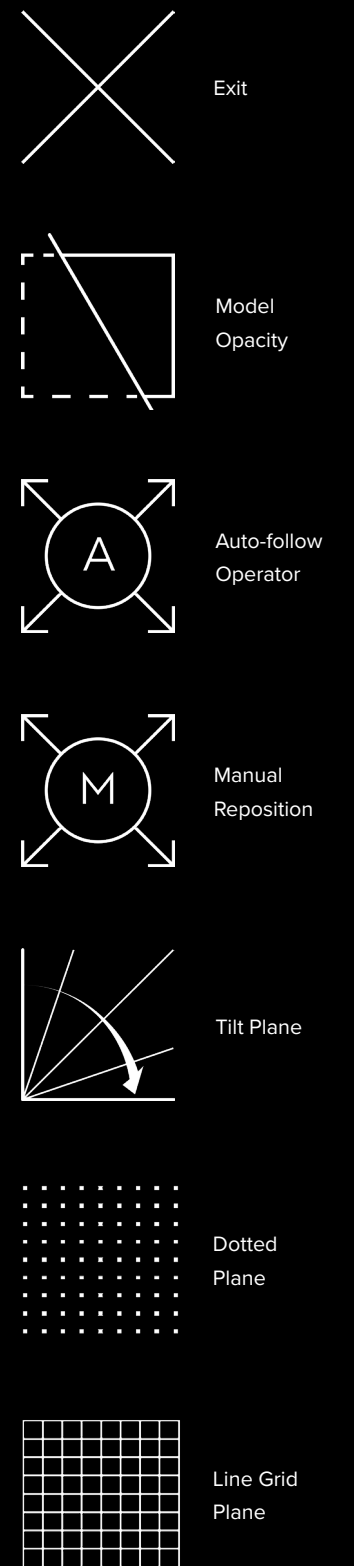 Exit
Model
Opacity
A
Auto-follow
Operator
M
Manual
Reposition
Tilt Plane
Dotted
Plane
Line Grid
Plane